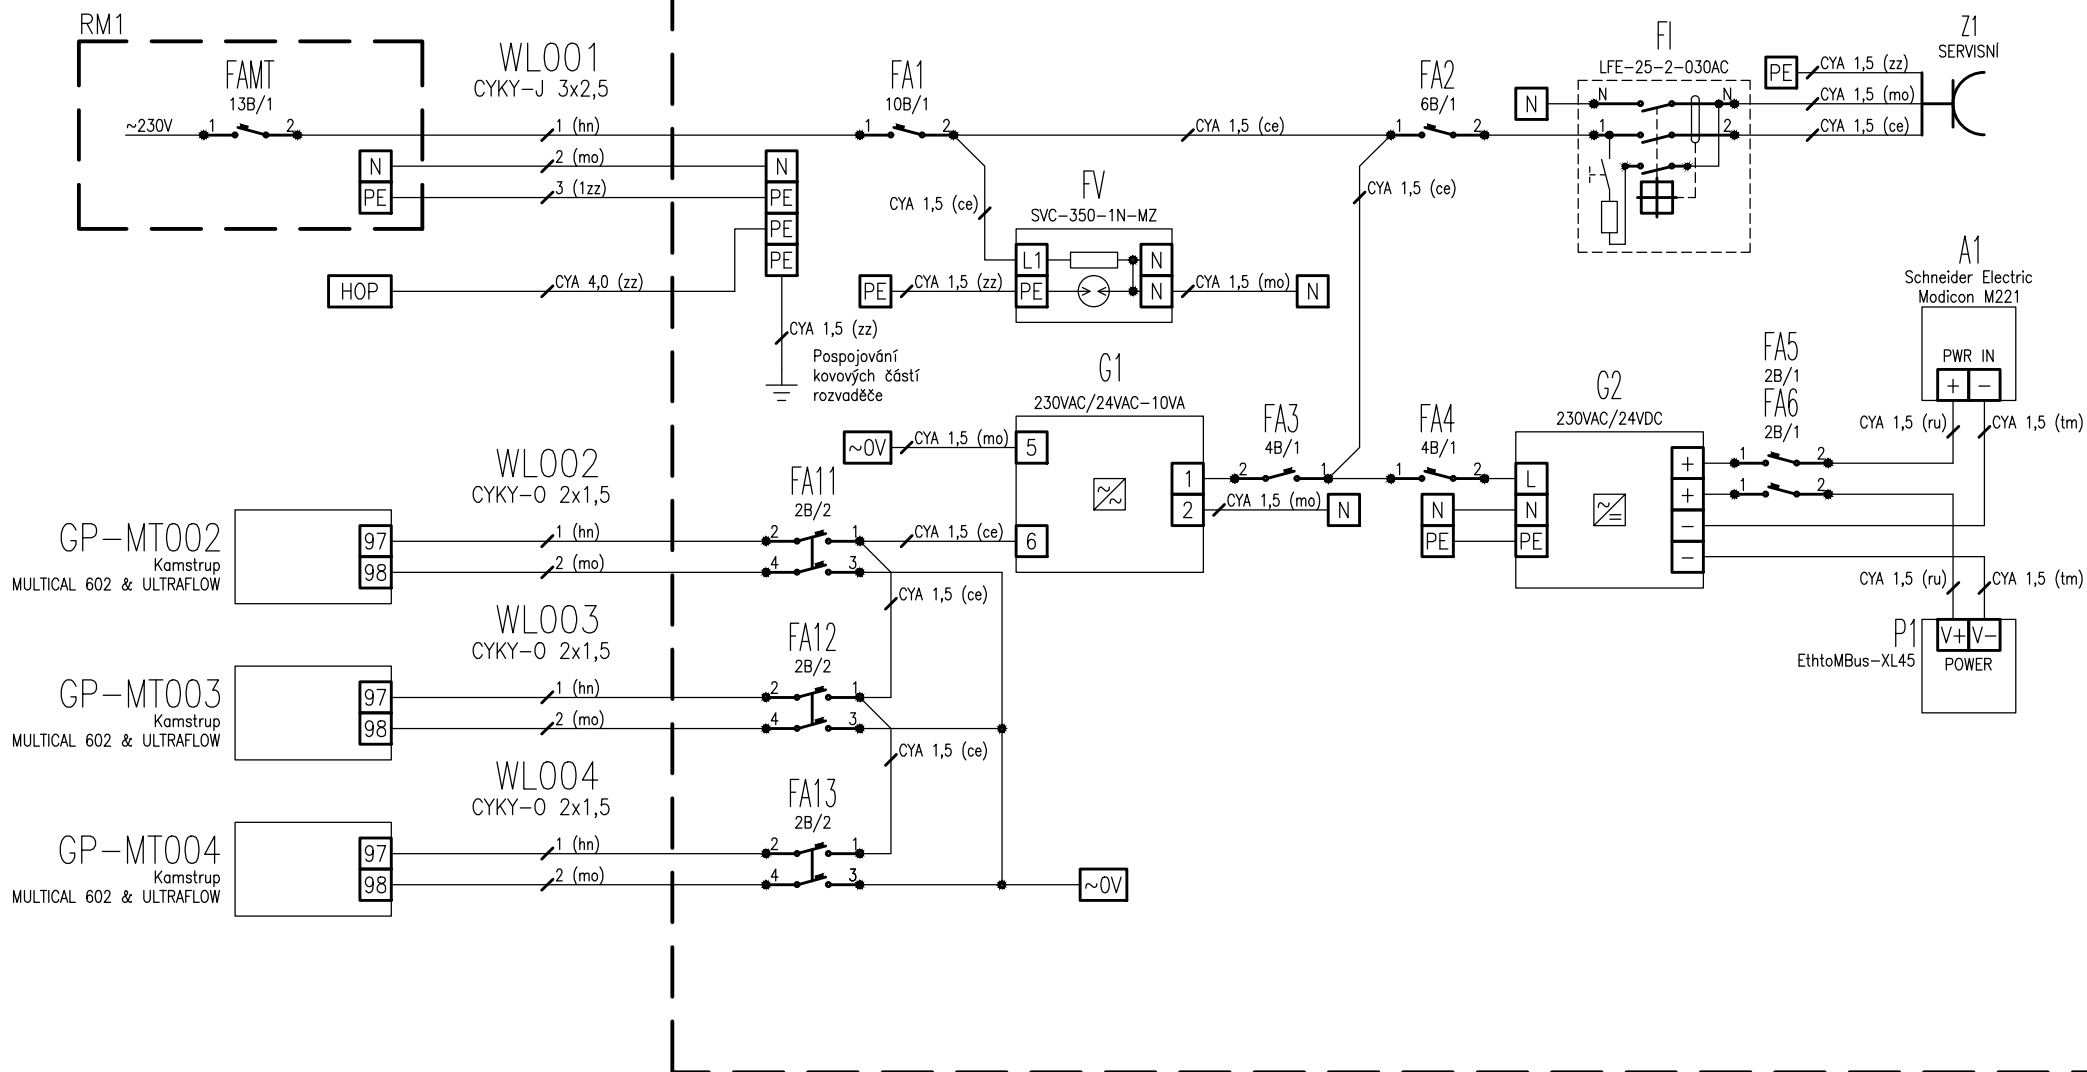 RM1
FAMT
13B/1
~230V
1
2
N
PE
WL001
CYKY-J 3x2,5
1 (hn)
2 (mo)
3 (1zz)
N
PE
PE
PE
HOP
CYA 4,0 (zz)
CYA 1,5 (zz)
Pospojování
kovových částí
rozvaděče
FA1
10B/1
1
2
CYA 1,5 (ce)
CYA 1,5 (ce)
FV
SVC-350-1N-MZ
L1
N
PE
N
PE
CYA 1,5 (zz)
CYA 1,5 (mo)
N
FA2
6B/1
1
2
CYA 1,5 (ce)
FI
LFE-25-2-030AC
N
N
N
1
2
Z1
SERVISNÍ
PE
CYA 1,5 (zz)
CYA 1,5 (mo)
CYA 1,5 (ce)
A1
Schneider Electric
Modicon M221
PWR IN
+
-
CYA 1,5 (ru)
CYA 1,5 (tm)
G1
230VAC/24VAC-10VA
~0V
CYA 1,5 (mo)
5
6
~
~
1
2
FA3
4B/1
2
1
CYA 1,5 (mo)
N
FA4
4B/1
1
2
N
PE
G2
230VAC/24VDC
L
N
PE
~
=
+
+
-
-
FA5
2B/1
FA6
2B/1
1
2
1
2
CYA 1,5 (ru)
CYA 1,5 (tm)
P1
EthtoMBus-XL45
V+
V-
POWER
WL002
CYKY-O 2x1,5
GP-MT002
Kamstrup
MULTICAL 602 & ULTRAFLOW
97
98
1 (hn)
2 (mo)
FA11
2B/2
2
1
4
3
CYA 1,5 (ce)
CYA 1,5 (ce)
WL003
CYKY-O 2x1,5
GP-MT003
Kamstrup
MULTICAL 602 & ULTRAFLOW
97
98
1 (hn)
2 (mo)
FA12
2B/2
2
1
4
3
CYA 1,5 (ce)
WL004
CYKY-O 2x1,5
GP-MT004
Kamstrup
MULTICAL 602 & ULTRAFLOW
97
98
1 (hn)
2 (mo)
FA13
2B/2
2
1
4
3
~0V